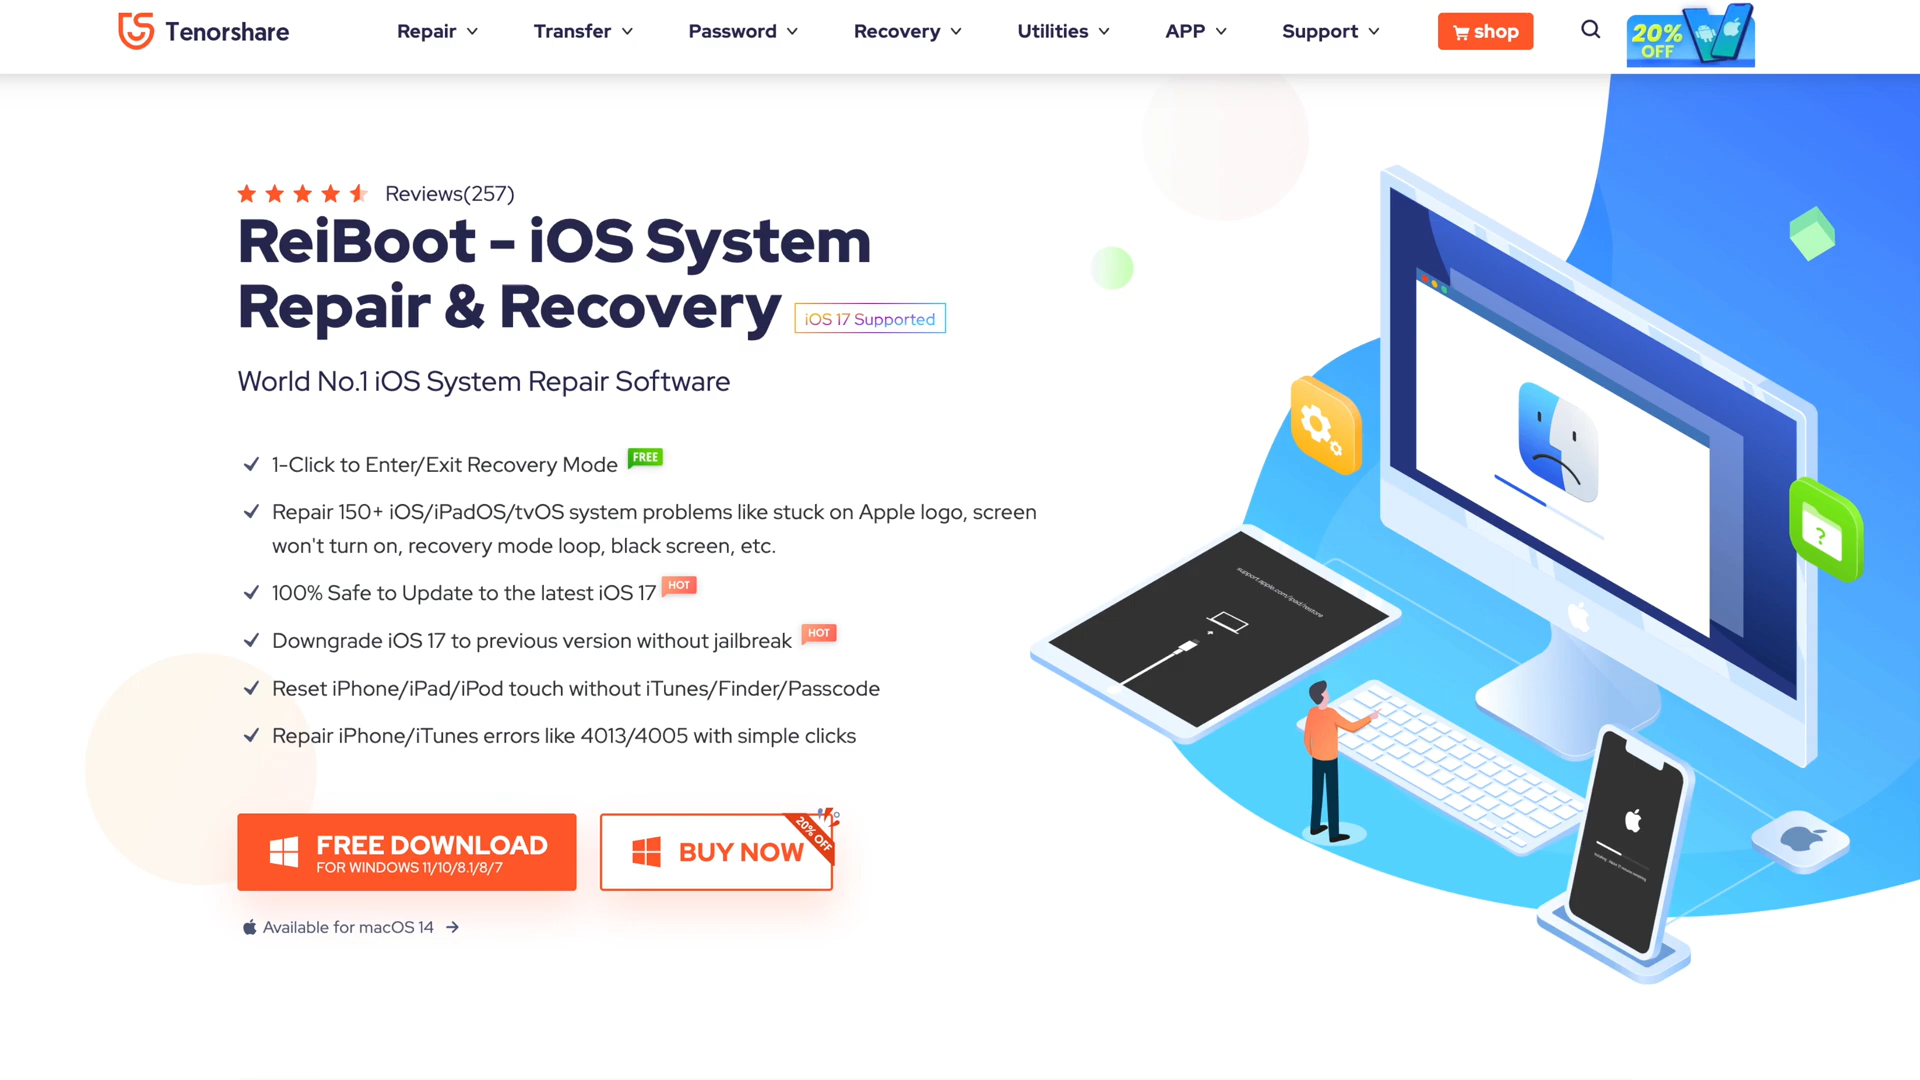 Tenorshare
Repair
Transfer
Password
Recovery
Utilities
APP
Support
shop
20%
OFF
Reviews(257)
ReiBoot - iOS System
Repair & Recovery
iOS 17 Supported
World No.1 iOS System Repair Software
1-Click to Enter/Exit Recovery Mode
FREE
Repair 150+ iOS/iPadOS/tvOS system problems like stuck on Apple logo, screen
won't turn on, recovery mode loop, black screen, etc.
100% Safe to Update to the latest iOS 17
HOT
Downgrade iOS 17 to previous version without jailbreak
HOT
Reset iPhone/iPad/iPod touch without iTunes/Finder/Passcode
Repair iPhone/iTunes errors like 4013/4005 with simple clicks
FREE DOWNLOAD
FOR WINDOWS 11/10/8.1/8/7
BUY NOW
20% OFF
Available for macOS 14
support.apple.com/ipad/restore
?